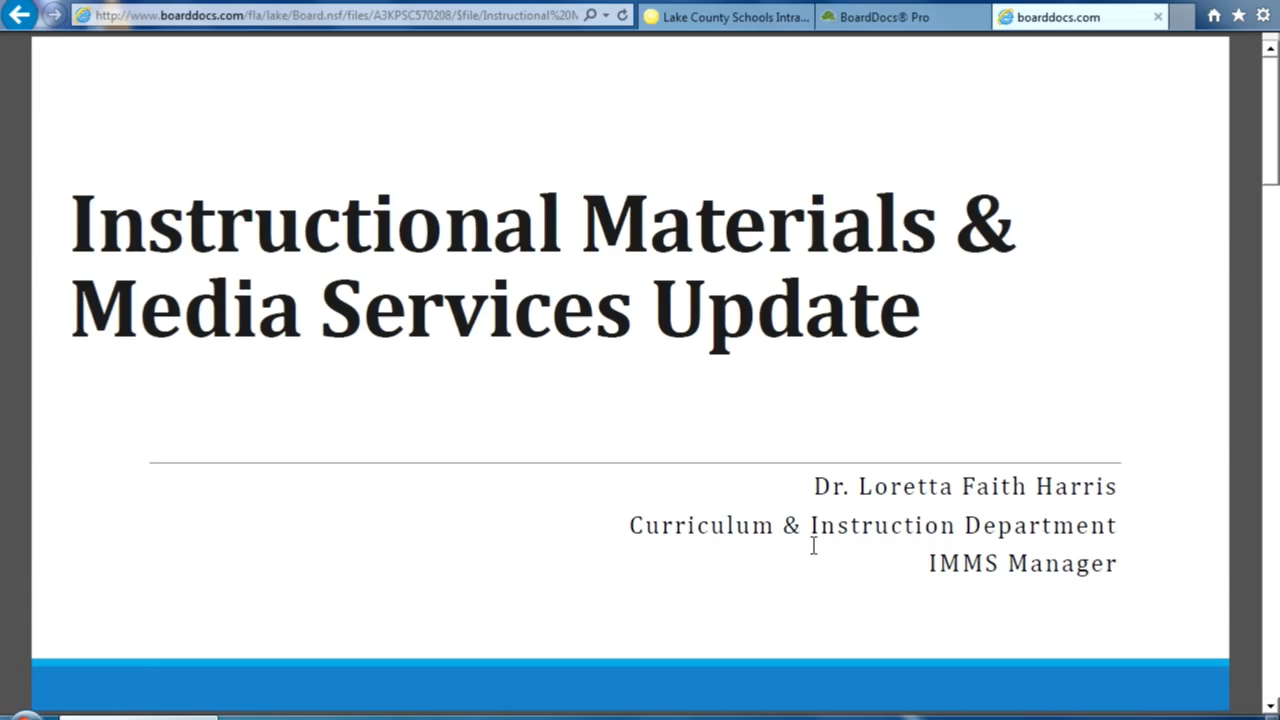 http://www.boarddocs.com/fla/lake/Board.nsf/files/A3KPSC570208/$file/Instructional%20M
Lake County Schools Intra...
BoardDocs® Pro
boarddocs.com
Instructional Materials &
Media Services Update
Dr. Loretta Faith Harris
Curriculum & Instruction Department
IMMS Manager